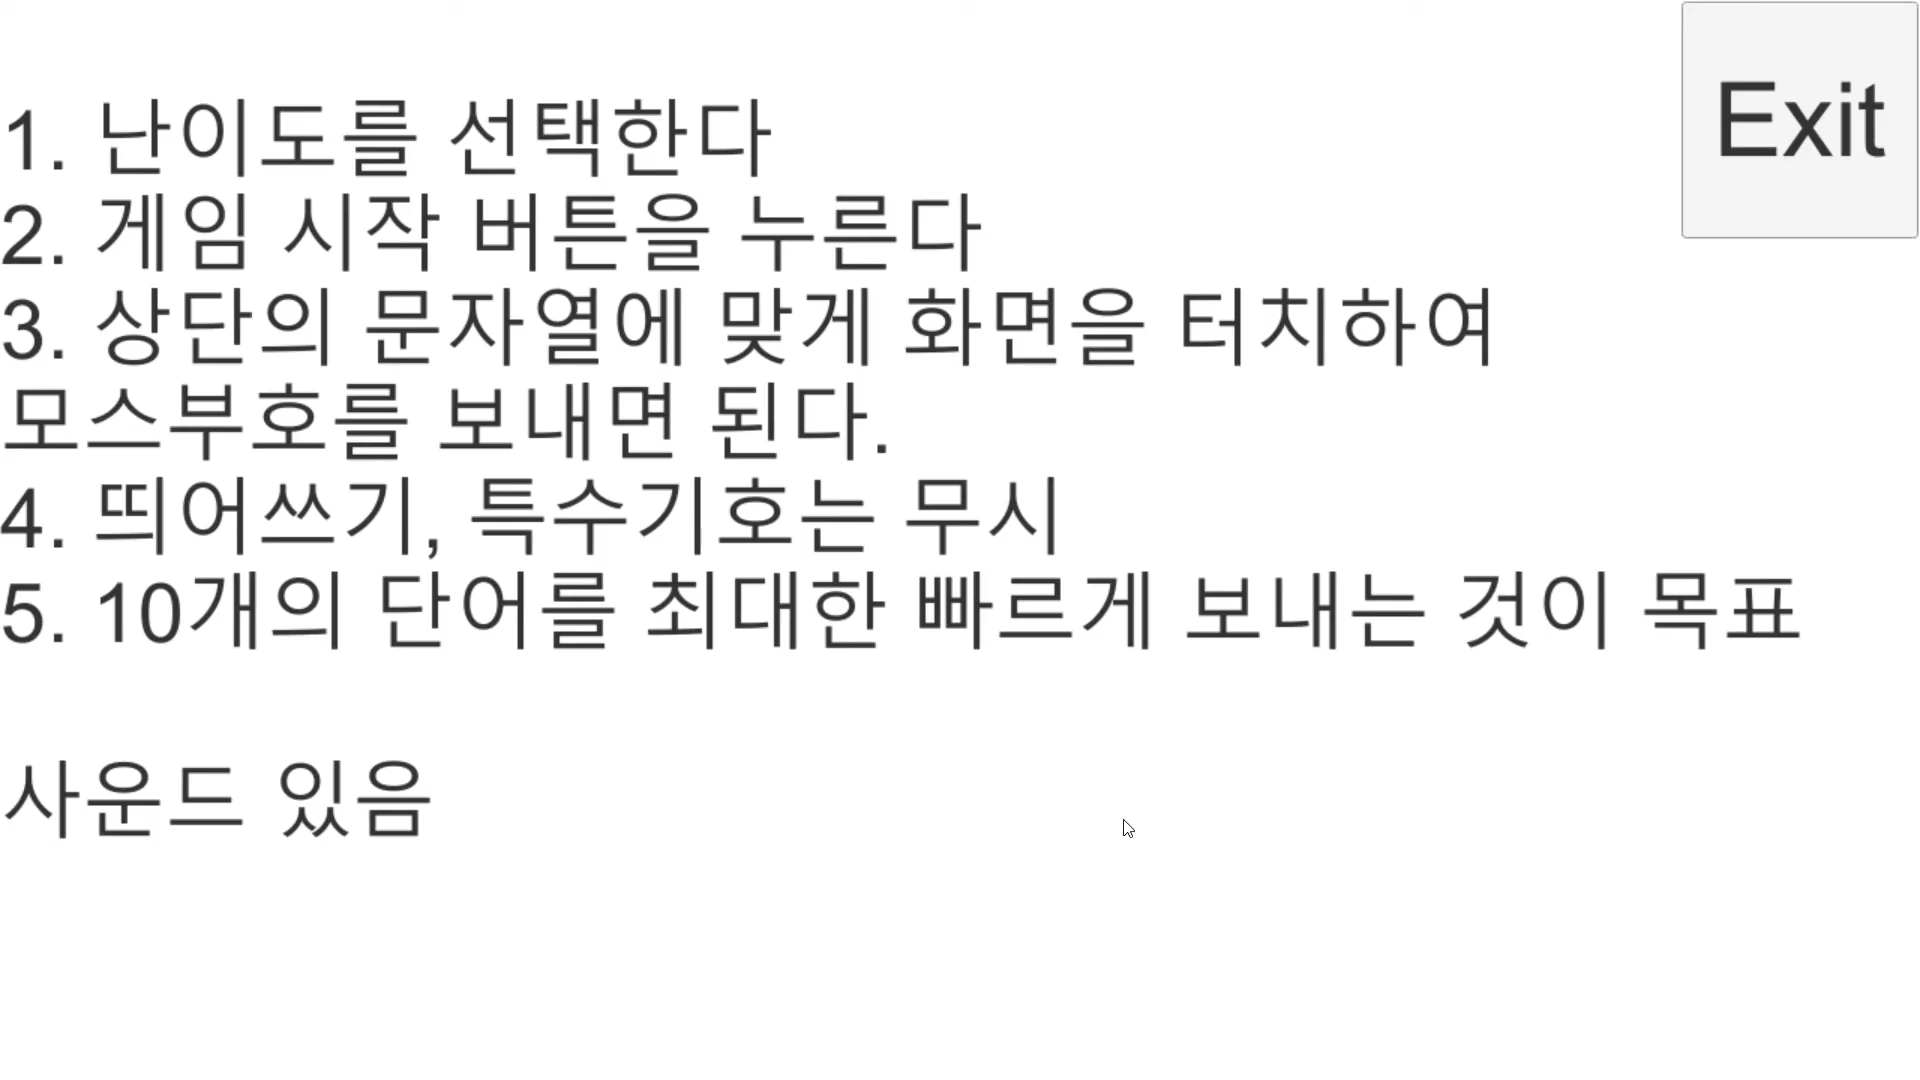 Exit
1. 난이도를 선택한다
2. 게임 시작 버튼을 누른다
3. 상단의 문자열에 맞게 화면을 터치하여
모스부호를 보내면 된다.
4. 띄어쓰기, 특수기호는 무시
5. 10개의 단어를 최대한 빠르게 보내는 것이 목표
사운드 있음